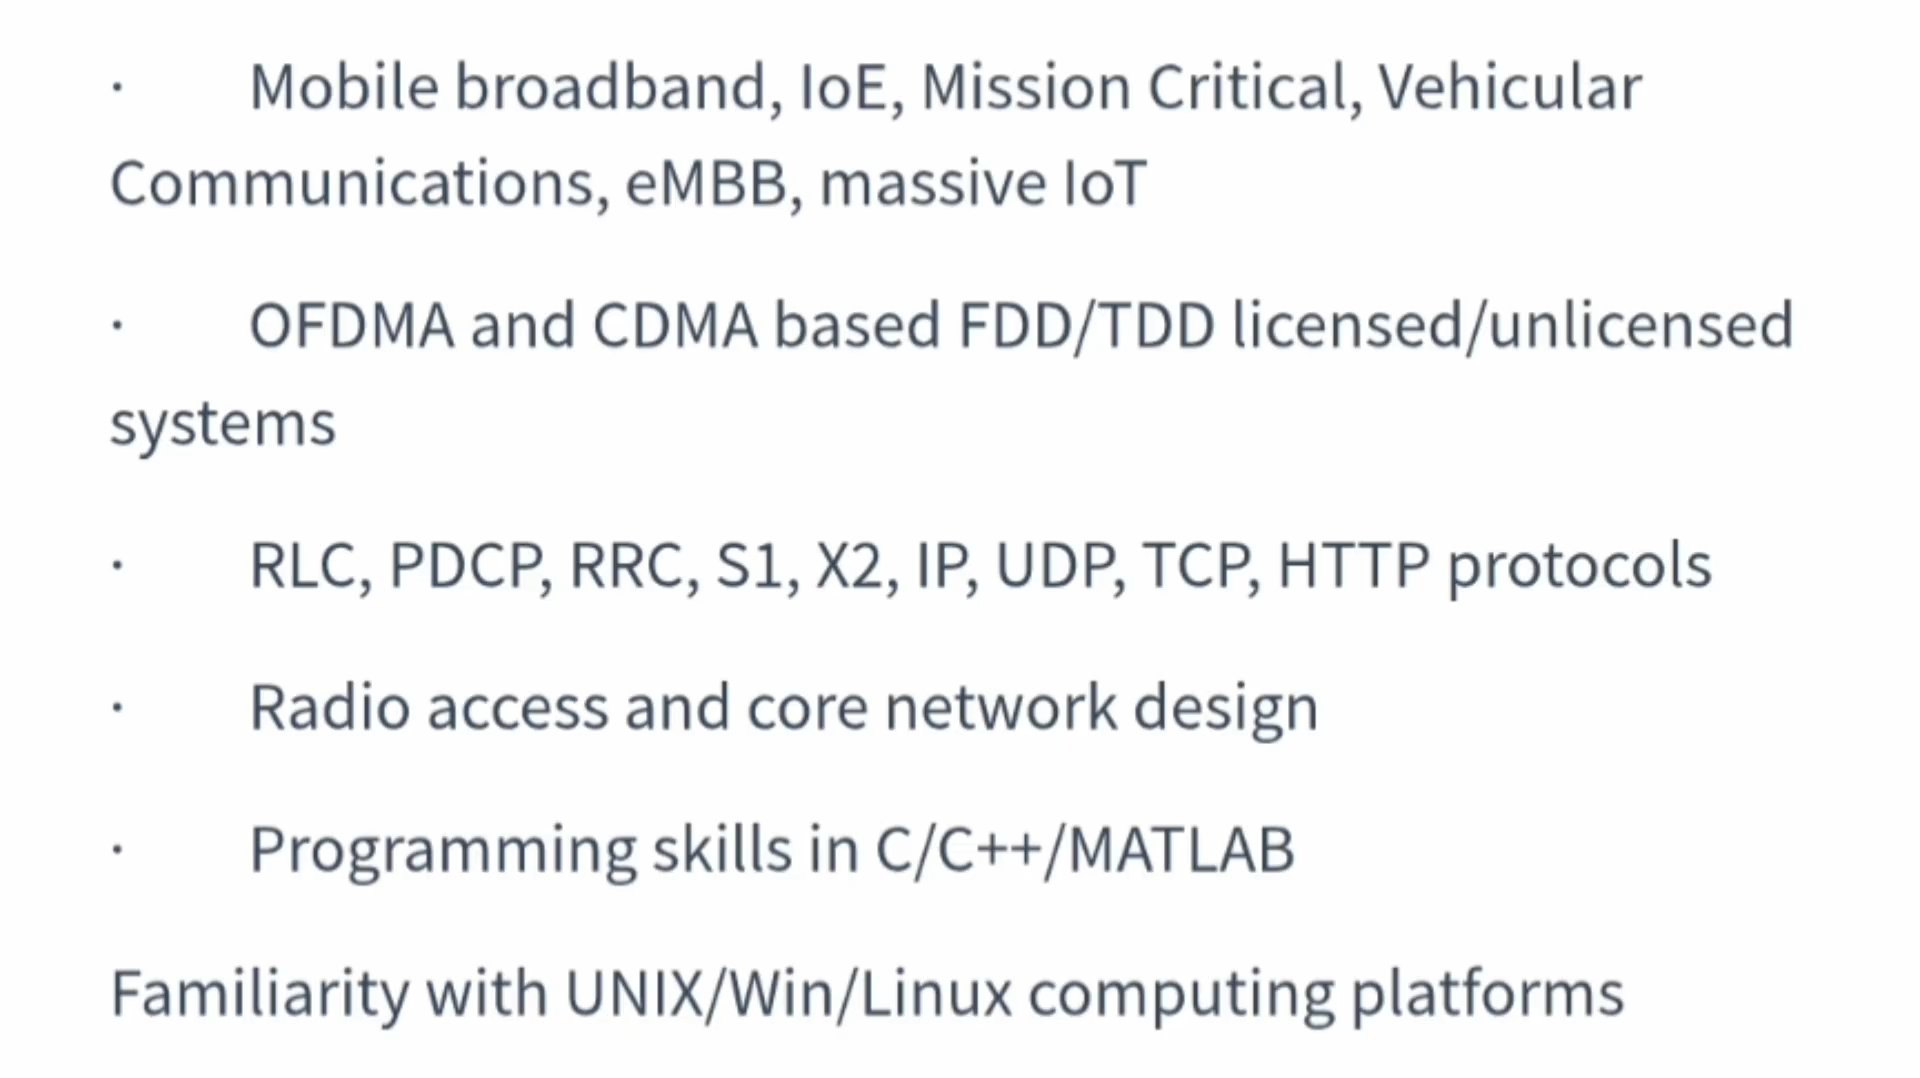 · Mobile broadband, IoE, Mission Critical, Vehicular
Communications, eMBB, massive IoT
· OFDMA and CDMA based FDD/TDD licensed/unlicensed
systems
· RLC, PDCP, RRC, S1, X2, IP, UDP, TCP, HTTP protocols
· Radio access and core network design
· Programming skills in C/C++/MATLAB
Familiarity with UNIX/Win/Linux computing platforms